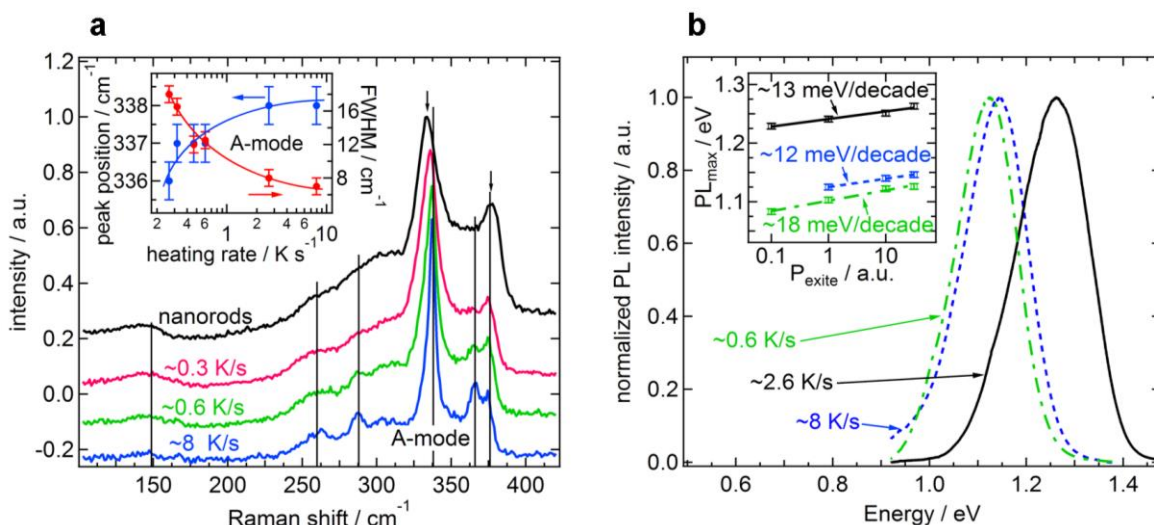 a
b
1.2
1.0
0.8
0.6
0.4
0.2
0.0
-0.2
intensity / a.u.
150
200
250
300
350
400
Raman shift / cm⁻¹
nanorods
~0.3 K/s
~0.6 K/s
~8 K/s
A-mode
338
337
336
peak position / cm⁻¹
16
12
8
FWHM / cm⁻¹
A-mode
4 6 1 2 4 6 10
heating rate / K s⁻¹
1.0
0.8
0.6
0.4
0.2
0.0
normalized PL intensity / a.u.
0.6
0.8
1.0
1.2
1.4
Energy / eV
~0.6 K/s
~2.6 K/s
~8 K/s
1.3
1.2
1.1
PLmax / eV
~13 meV/decade
~12 meV/decade
~18 meV/decade
0.1
1
10
Pexite / a.u.